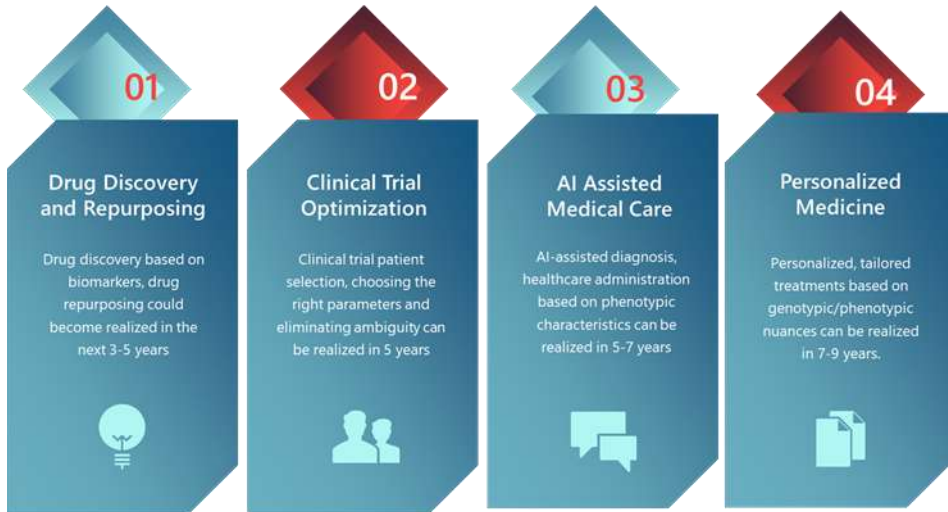 01
Drug Discovery
and Repurposing
Drug discovery based on
biomarkers, drug
repurposing could
become realized in the
next 3-5 years
02
Clinical Trial
Optimization
Clinical trial patient
selection, choosing the
right parameters and
eliminating ambiguity can
be realized in 5 years
03
AI Assisted
Medical Care
AI-assisted diagnosis,
healthcare administration
based on phenotypic
characteristics can be
realized in 5-7 years
04
Personalized
Medicine
Personalized, tailored
treatments based on
genotypic/phenotypic
nuances can be realized
in 7-9 years.